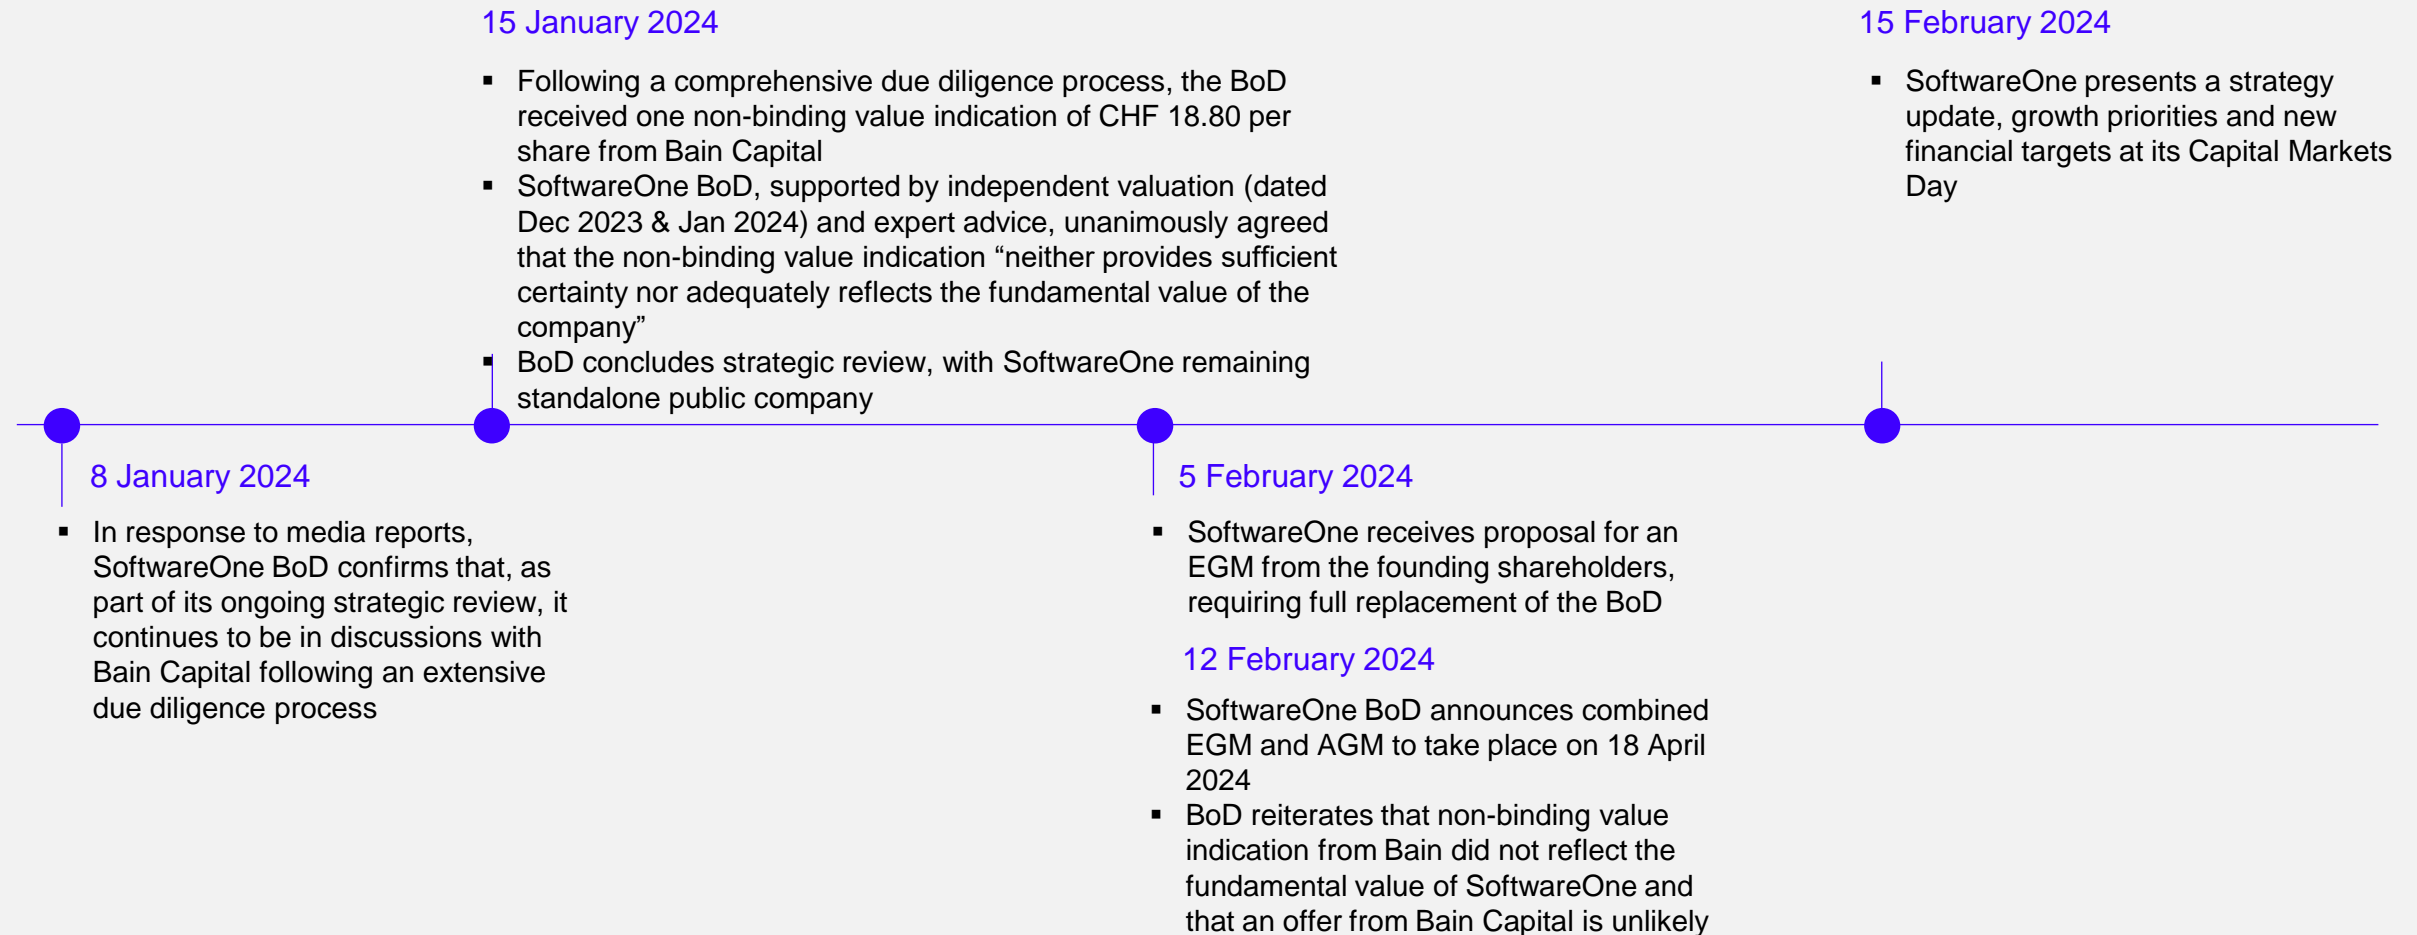 15 January 2024
▪ Following a comprehensive due diligence process, the BoD
received one non-binding value indication of CHF 18.80 per
share from Bain Capital
▪ SoftwareOne BoD, supported by independent valuation (dated
Dec 2023 & Jan 2024) and expert advice, unanimously agreed
that the non-binding value indication “neither provides sufficient
certainty nor adequately reflects the fundamental value of the
company”
▪ BoD concludes strategic review, with SoftwareOne remaining
standalone public company
15 February 2024
▪ SoftwareOne presents a strategy
update, growth priorities and new
financial targets at its Capital Markets
Day
8 January 2024
▪ In response to media reports,
SoftwareOne BoD confirms that, as
part of its ongoing strategic review, it
continues to be in discussions with
Bain Capital following an extensive
due diligence process
5 February 2024
▪ SoftwareOne receives proposal for an
EGM from the founding shareholders,
requiring full replacement of the BoD
12 February 2024
▪ SoftwareOne BoD announces combined
EGM and AGM to take place on 18 April
2024
▪ BoD reiterates that non-binding value
indication from Bain did not reflect the
fundamental value of SoftwareOne and
that an offer from Bain Capital is unlikely